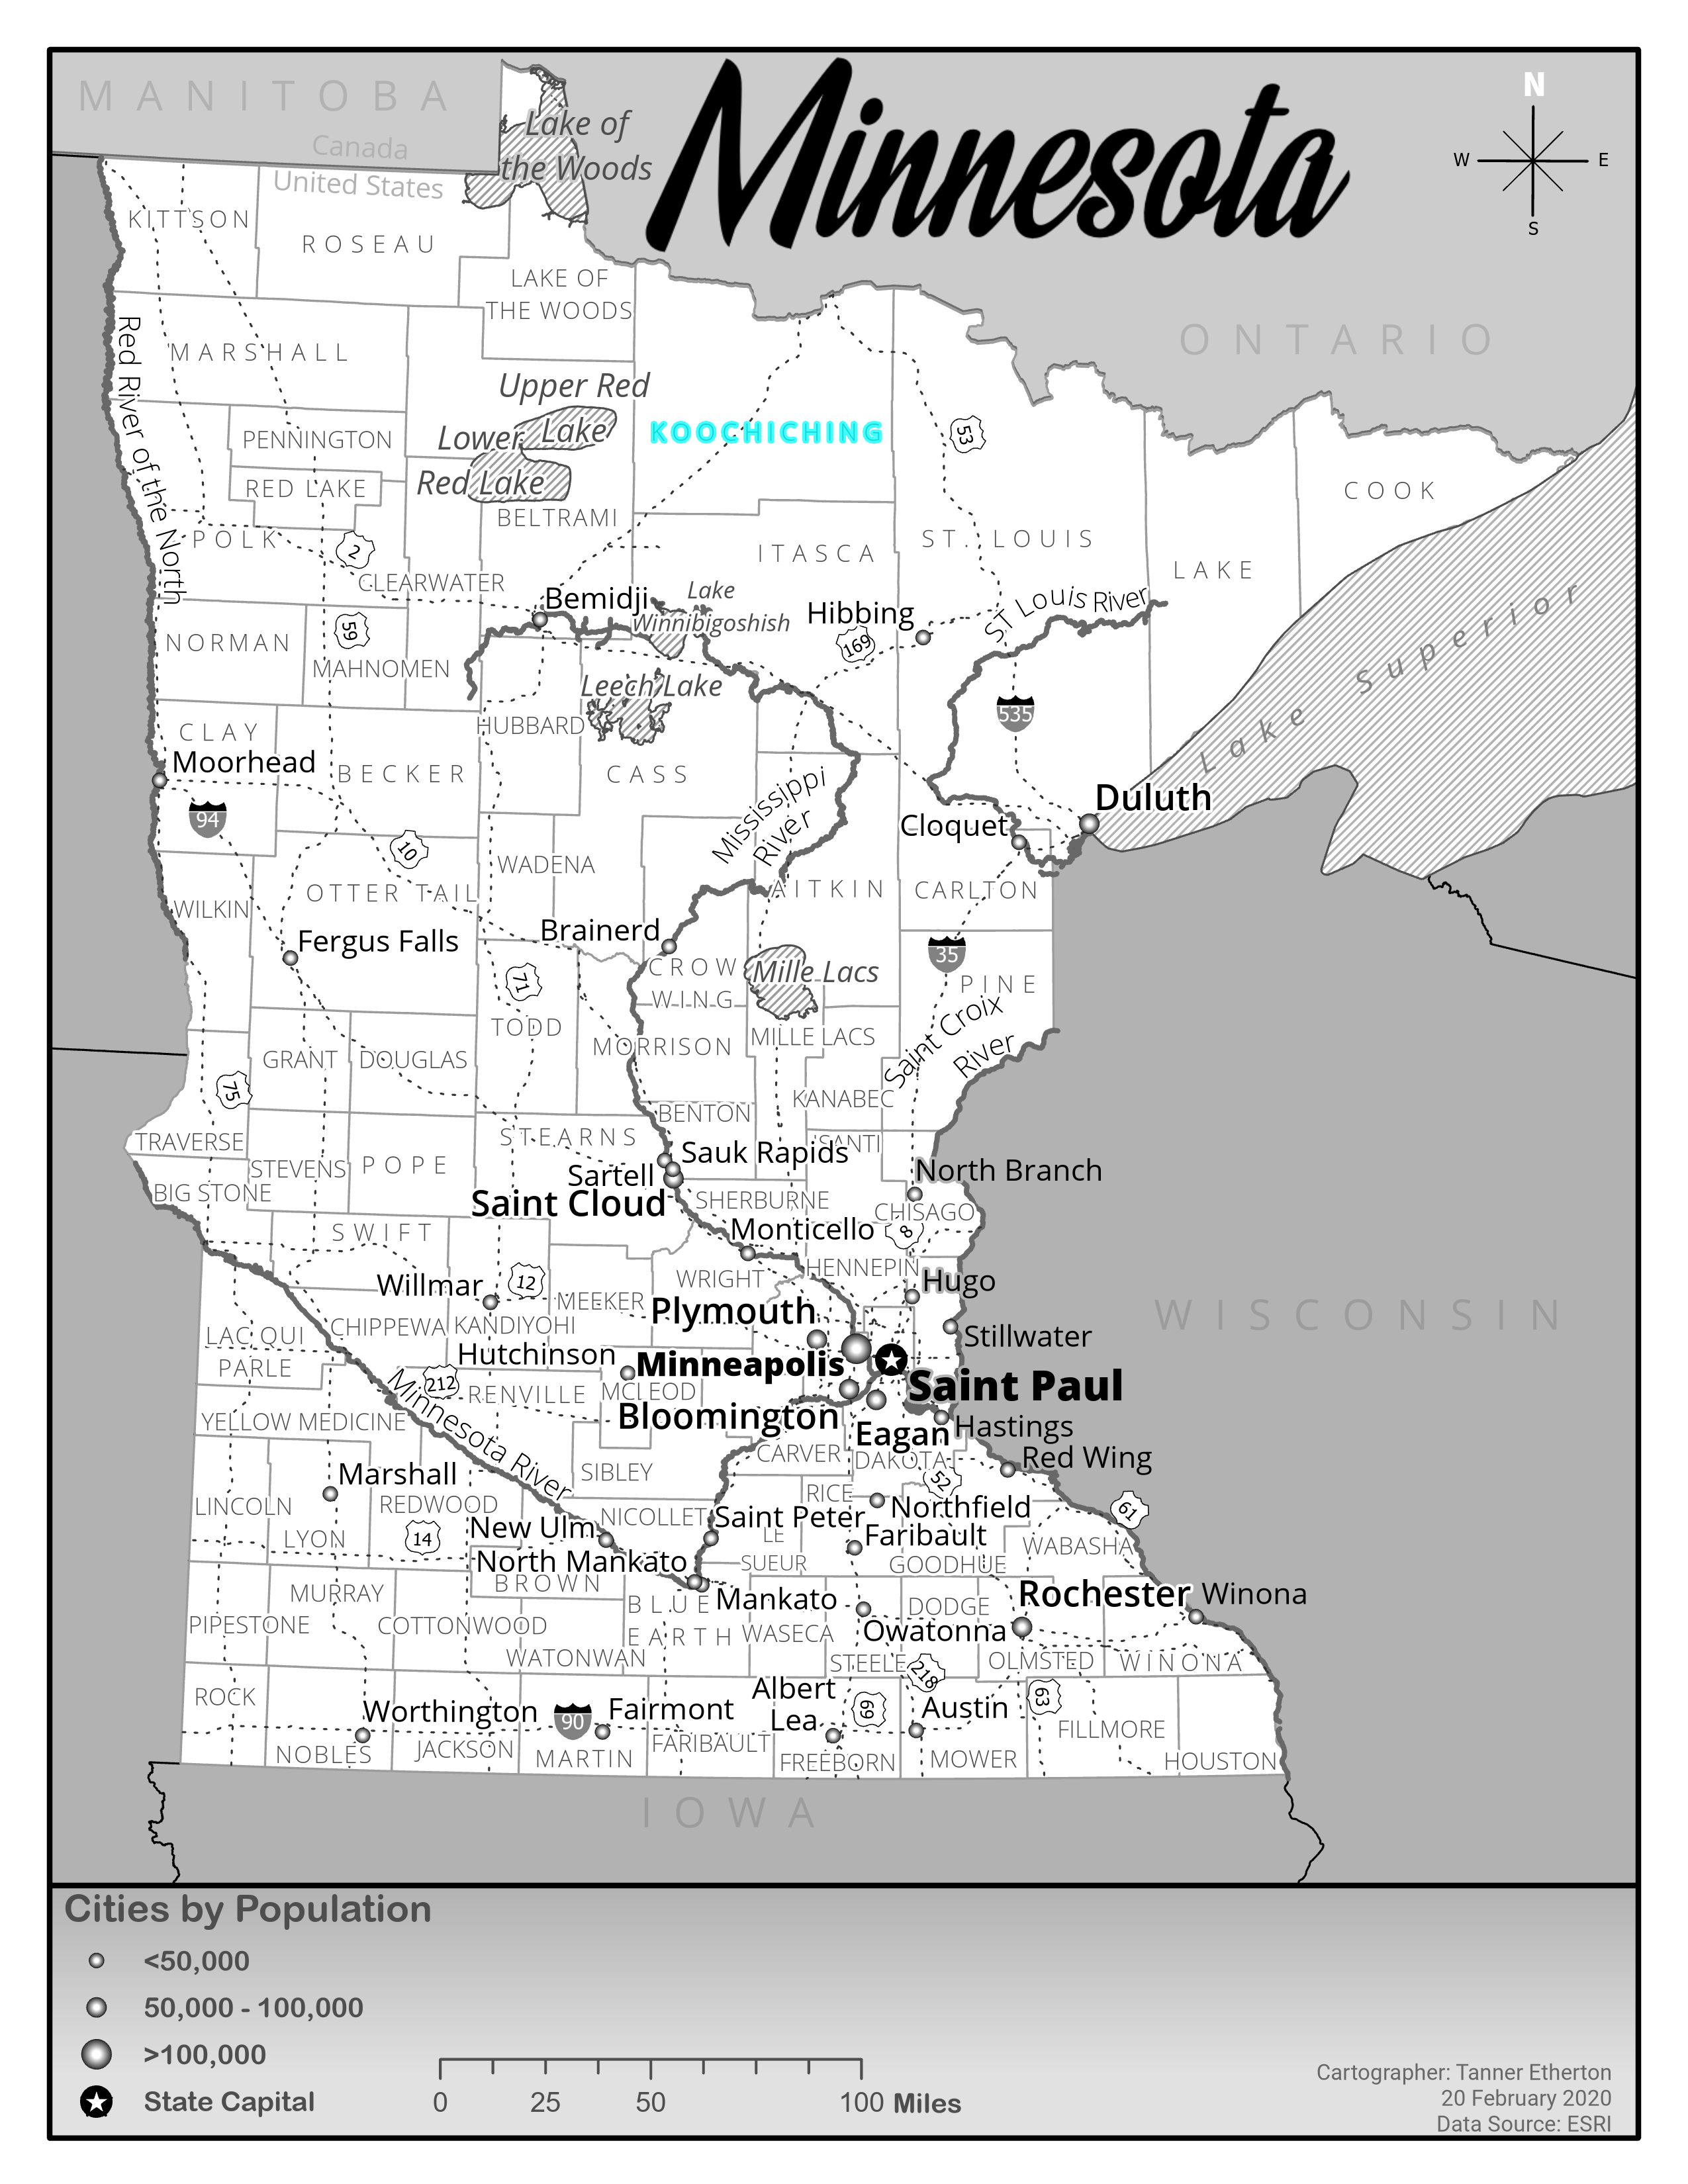 MANITOBA
Canada
United States
Lake of
the Woods
Minnesota
N
W
E
S
KITTSON
ROSEAU
LAKE OF
THE WOODS
ONTARIO
Red River of the North
MARSHALL
Upper Red
Lake
Lower
Red Lake
KOOCHICHING
53
PENNINGTON
RED LAKE
BELTRAMI
COOK
POLK
2
ITASCA
ST. LOUIS
LAKE
CLEARWATER
Bemidji
Lake
Winnibigoshish
Hibbing
169
ST Louis River
NORMAN
59
MAHNOMEN
Leech Lake
HUBBARD
535
Lake Superior
CLAY
Moorhead
BECKER
CASS
94
Mississippi
River
Duluth
Cloquet
10
WADENA
OTTER TAIL
AITKIN
CARLTON
WILKIN
Fergus Falls
Brainerd
35
CROW
WING
Mille Lacs
71
PINE
TODD
MORRISON
MILLE LACS
Saint Croix
River
GRANT
DOUGLAS
75
KANABEC
BENTON
TRAVERSE
STEARNS
SANTI
Sauk Rapids
STEVENS
POPE
Sartell
North Branch
BIG STONE
Saint Cloud
SHERBURNE
CHISAGO
SWIFT
Monticello
8
HENNEPIN
Willmar
12
WRIGHT
Hugo
MEEKER
Plymouth
WISCONSIN
CHIPPEWA
KANDIYOHI
LAC QUI
PARLE
Stillwater
Hutchinson
Minneapolis
212
RENVILLE
MCLEOD
Saint Paul
Minnesota River
YELLOW MEDICINE
Bloomington
Eagan
Hastings
CARVER
DAKOTA
Red Wing
Marshall
SIBLEY
52
LINCOLN
REDWOOD
RICE
Northfield
61
LYON
14
NICOLLET
Saint Peter
New Ulm
LE
SUEUR
Faribault
WABASHA
North Mankato
GOODHUE
BROWN
MURRAY
BLUE
EARTH
Mankato
Rochester
Winona
PIPESTONE
COTTONWOOD
DODGE
WASECA
Owatonna
WATONWAN
STEELE
218
OLMSTED
WINONA
ROCK
Albert
Lea
69
63
Worthington
90
Fairmont
Austin
NOBLES
JACKSON
MARTIN
FARIBAULT
FREEBORN
MOWER
FILLMORE
HOUSTON
IOWA
Cities by Population
<50,000
50,000 - 100,000
>100,000
State Capital
0 25 50 100 Miles
Cartographer: Tanner Etherton
20 February 2020
Data Source: ESRI